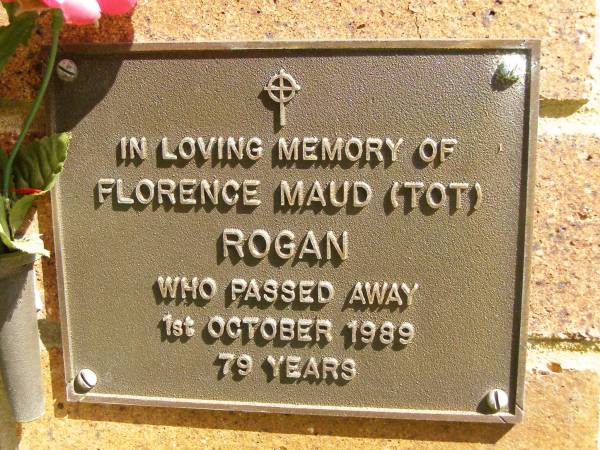 IN LOVING MEMORY OF
FLORENCE MAUD (TOT)
ROGAN
WHO PASSED AWAY
1st OCTOBER 1989
79 YEARS